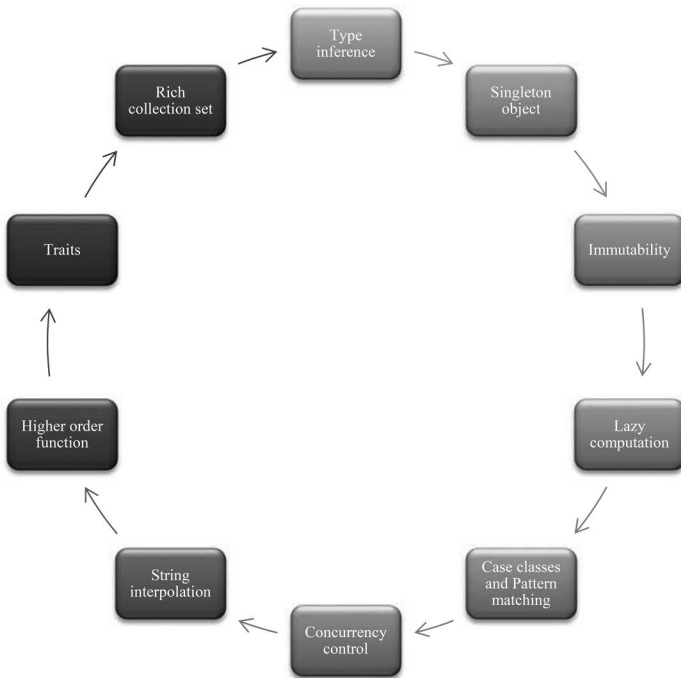 Type
inference
Singleton
object
Immutability
Lazy
computation
Case classes
and Pattern
matching
Concurrency
control
String
interpolation
Higher order
function
Traits
Rich
collection set